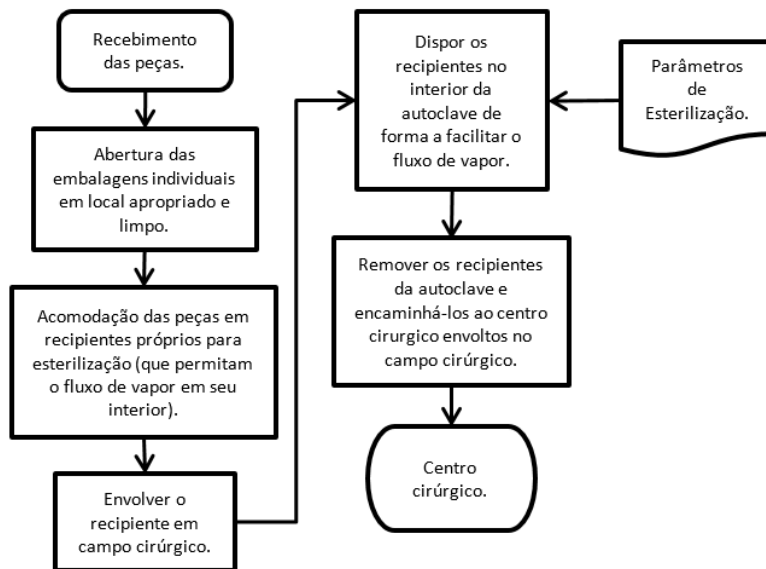 Recebimento
das peças.
Abertura das
embalagens individuais
em local apropriado e
limpo.
Acomodação das peças em
recipientes próprios para
esterilização (que permitam
o fluxo de vapor em seu
interior).
Envolver o
recipiente em
campo cirúrgico.
Dispor os
recipientes no
interior da
autoclave de
forma a facilitar o
fluxo de vapor.
Parâmetros
de
Esterilização.
Remover os recipientes
da autoclave e
encaminhá-los ao centro
cirurgico envoltos no
campo cirúrgico.
Centro
cirúrgico.